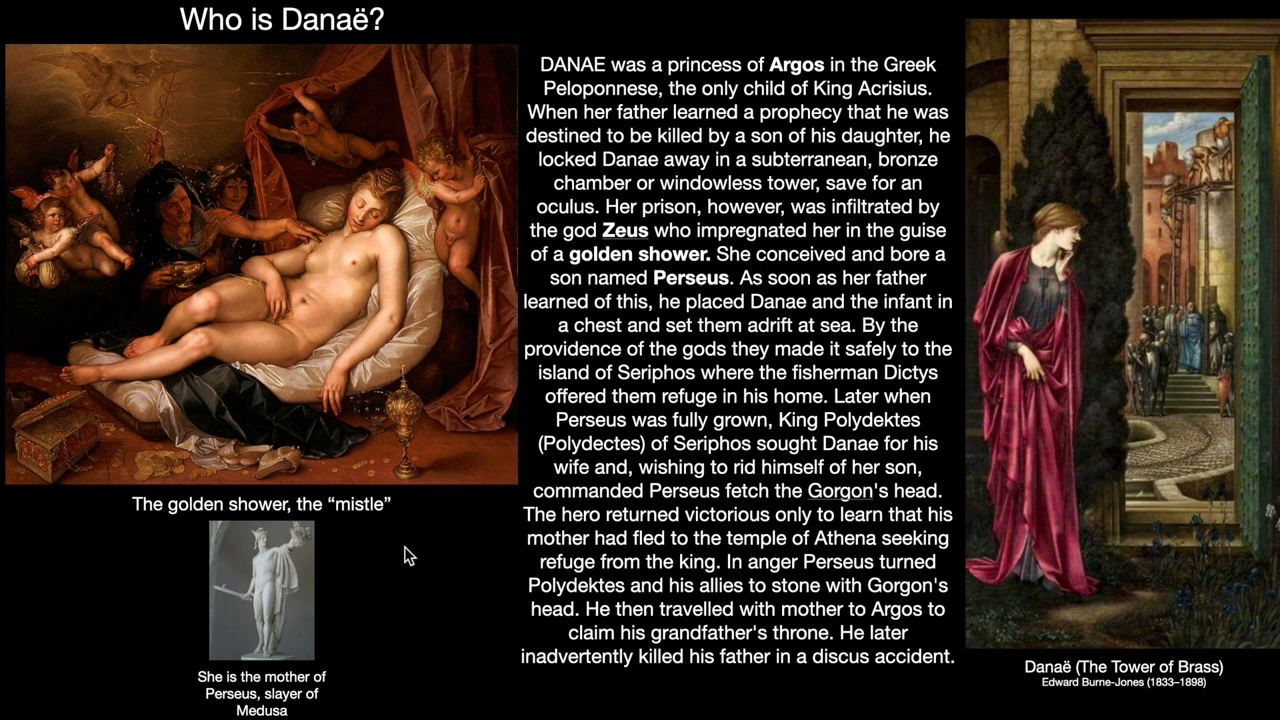 Who is Danaë?
DANAE was a princess of Argos in the Greek
Peloponnese, the only child of King Acrisius.
When her father learned a prophecy that he was
destined to be killed by a son of his daughter, he
locked Danae away in a subterranean, bronze
chamber or windowless tower, save for an
oculus. Her prison, however, was infiltrated by
the god Zeus who impregnated her in the guise
of a golden shower. She conceived and bore a
son named Perseus. As soon as her father
learned of this, he placed Danae and the infant in
a chest and set them adrift at sea. By the
providence of the gods they made it safely to the
island of Seriphos where the fisherman Dictys
offered them refuge in his home. Later when
Perseus was fully grown, King Polydektes
(Polydectes) of Seriphos sought Danae for his
wife and, wishing to rid himself of her son,
commanded Perseus fetch the Gorgon's head.
The hero returned victorious only to learn that his
mother had fled to the temple of Athena seeking
refuge from the king. In anger Perseus turned
Polydektes and his allies to stone with Gorgon's
head. He then travelled with mother to Argos to
claim his grandfather's throne. He later
inadvertently killed his father in a discus accident.
The golden shower, the “mistle”
She is the mother of
Perseus, slayer of
Medusa
Danaë (The Tower of Brass)
Edward Burne-Jones (1833–1898)